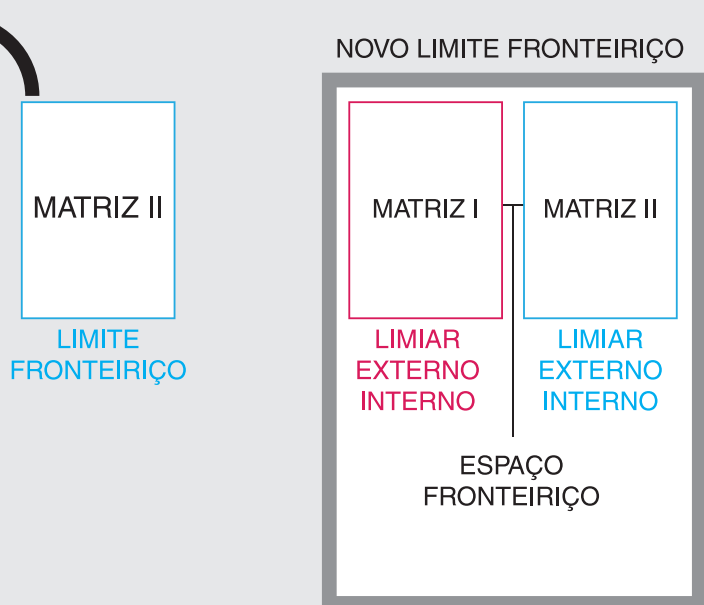 NOVO LIMITE FRONTEIRIÇO
MATRIZ II
LIMITE
FRONTEIRIÇO
MATRIZ I
MATRIZ II
LIMIAR
EXTERNO
INTERNO
LIMIAR
EXTERNO
INTERNO
ESPAÇO
FRONTEIRIÇO